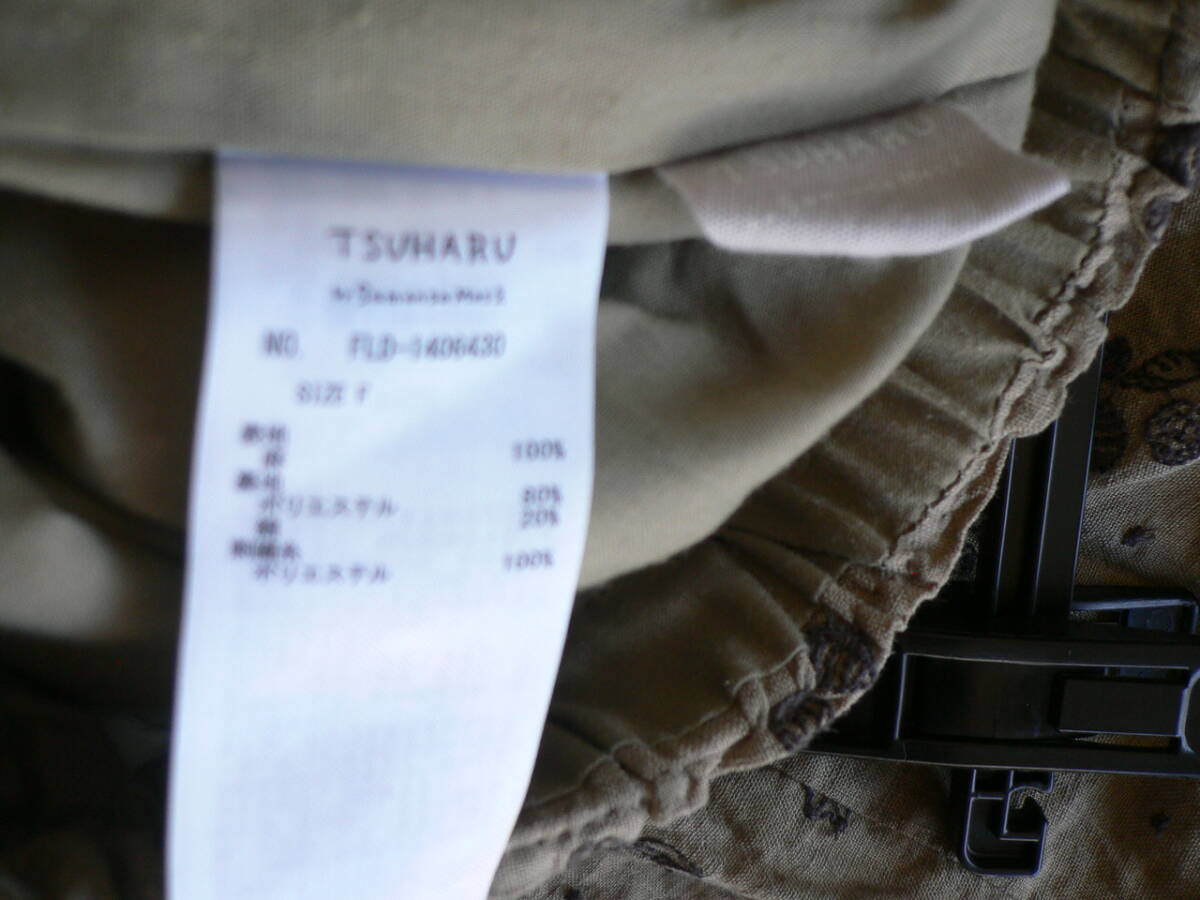 TSUHARU
by Samansa Mos2
NO. FLD-1406430
SIZE F
表地
綿 100%
裏地
ポリエステル 80%
綿 20%
刺繍糸
ポリエステル 100%
TSUHARU